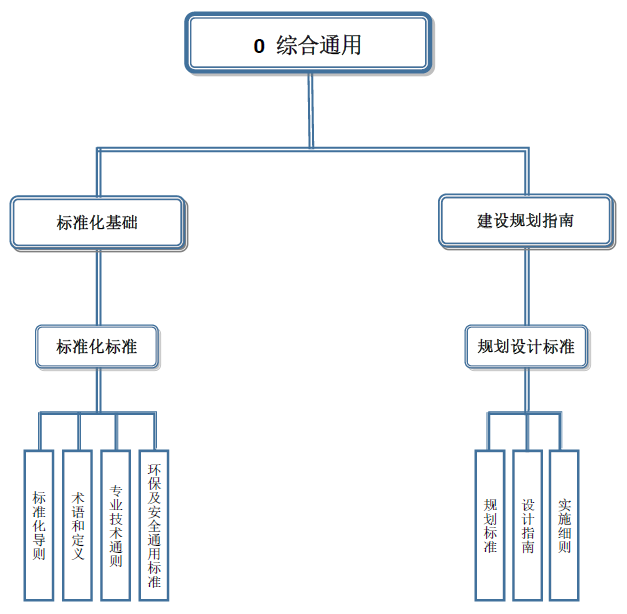 0 综合通用
标准化基础
建设规划指南
标准化标准
规划设计标准
标准化导则
术语和定义
专业技术通则
环保及安全通用标准
规划标准
设计指南
实施细则